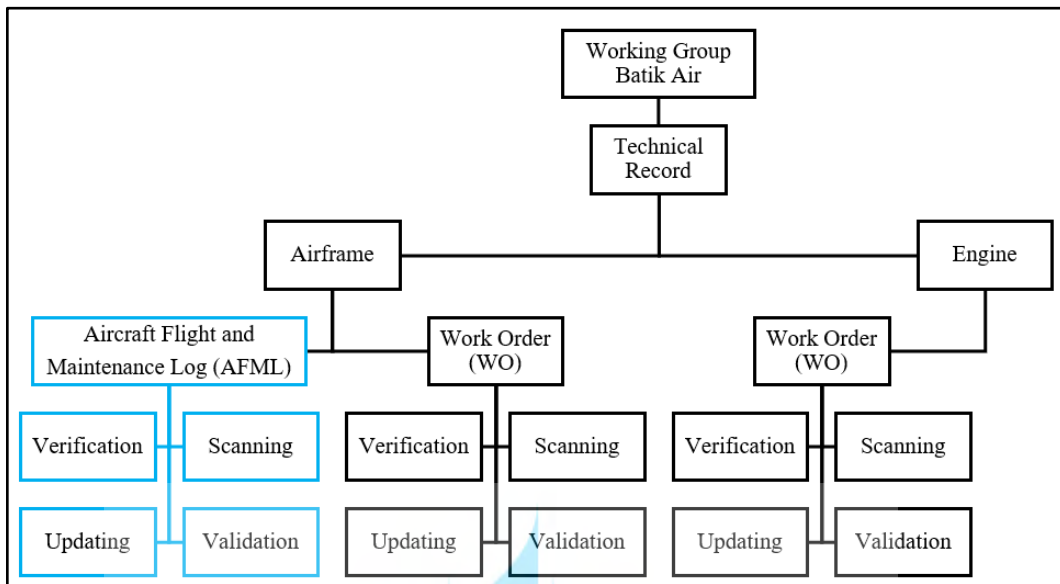 Working Group
Batik Air
Technical
Record
Airframe
Engine
Aircraft Flight and
Maintenance Log (AFML)
Work Order
(WO)
Work Order
(WO)
Verification
Scanning
Verification
Scanning
Verification
Scanning
Updating
Validation
Updating
Validation
Updating
Validation